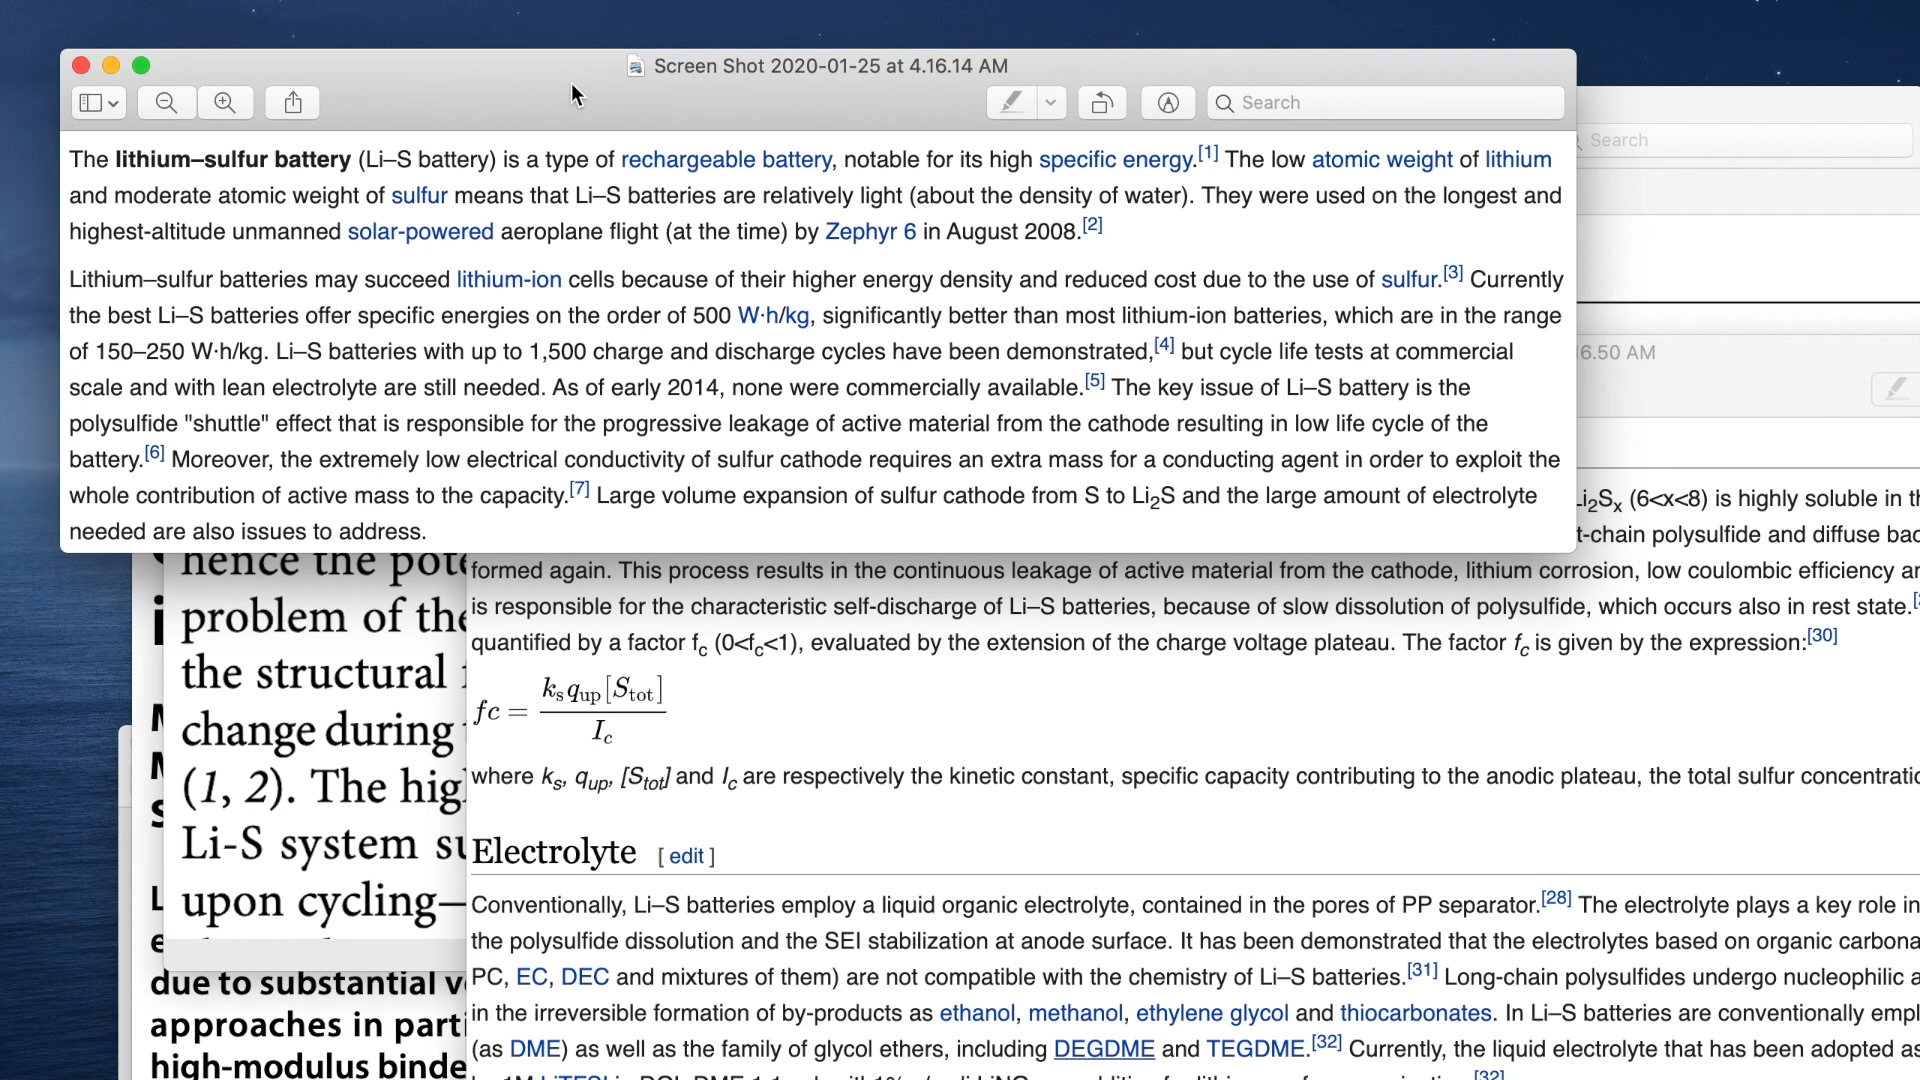 Screen Shot 2020-01-25 at 4.16.14 AM
Search
Search
The lithium–sulfur battery (Li–S battery) is a type of rechargeable battery, notable for its high specific energy.[1] The low atomic weight of lithium
and moderate atomic weight of sulfur means that Li–S batteries are relatively light (about the density of water). They were used on the longest and
highest-altitude unmanned solar-powered aeroplane flight (at the time) by Zephyr 6 in August 2008.[2]
Lithium–sulfur batteries may succeed lithium-ion cells because of their higher energy density and reduced cost due to the use of sulfur.[3] Currently
the best Li–S batteries offer specific energies on the order of 500 W·h/kg, significantly better than most lithium-ion batteries, which are in the range
of 150–250 W·h/kg. Li–S batteries with up to 1,500 charge and discharge cycles have been demonstrated,[4] but cycle life tests at commercial
scale and with lean electrolyte are still needed. As of early 2014, none were commercially available.[5] The key issue of Li–S battery is the
polysulfide "shuttle" effect that is responsible for the progressive leakage of active material from the cathode resulting in low life cycle of the
battery.[6] Moreover, the extremely low electrical conductivity of sulfur cathode requires an extra mass for a conducting agent in order to exploit the
whole contribution of active mass to the capacity.[7] Large volume expansion of sulfur cathode from S to Li2S and the large amount of electrolyte
needed are also issues to address.
6.50 AM
Li2Sx (6<x<8) is highly soluble in
t-chain polysulfide and diffuse
formed again. This process results in the continuous leakage of active material from the cathode, lithium corrosion, low coulombic efficiency
is responsible for the characteristic self-discharge of Li–S batteries, because of slow dissolution of polysulfide, which occurs also in rest state.
quantified by a factor fc (0<fc<1), evaluated by the extension of the charge voltage plateau. The factor fc is given by the expression:[30]
fc = ks qup [Stot] / Ic
where ks, qup, [Stot] and Ic are respectively the kinetic constant, specific capacity contributing to the anodic plateau, the total sulfur
Electrolyte [ edit ]
Conventionally, Li–S batteries employ a liquid organic electrolyte, contained in the pores of PP separator.[28] The electrolyte plays a key role in
the polysulfide dissolution and the SEI stabilization at anode surface. It has been demonstrated that the electrolytes based on organic
PC, EC, DEC and mixtures of them) are not compatible with the chemistry of Li–S batteries.[31] Long-chain polysulfides undergo nucleophilic
in the irreversible formation of by-products as ethanol, methanol, ethylene glycol and thiocarbonates. In Li–S batteries are conventionally
(as DME) as well as the family of glycol ethers, including DEGDME and TEGDME.[32] Currently, the liquid electrolyte that has been adopted as
[32]
hence the
problem of the
the structural
change during
(1, 2). The
Li-S system
upon cycling—
due to substantial
approaches in
high-modulus